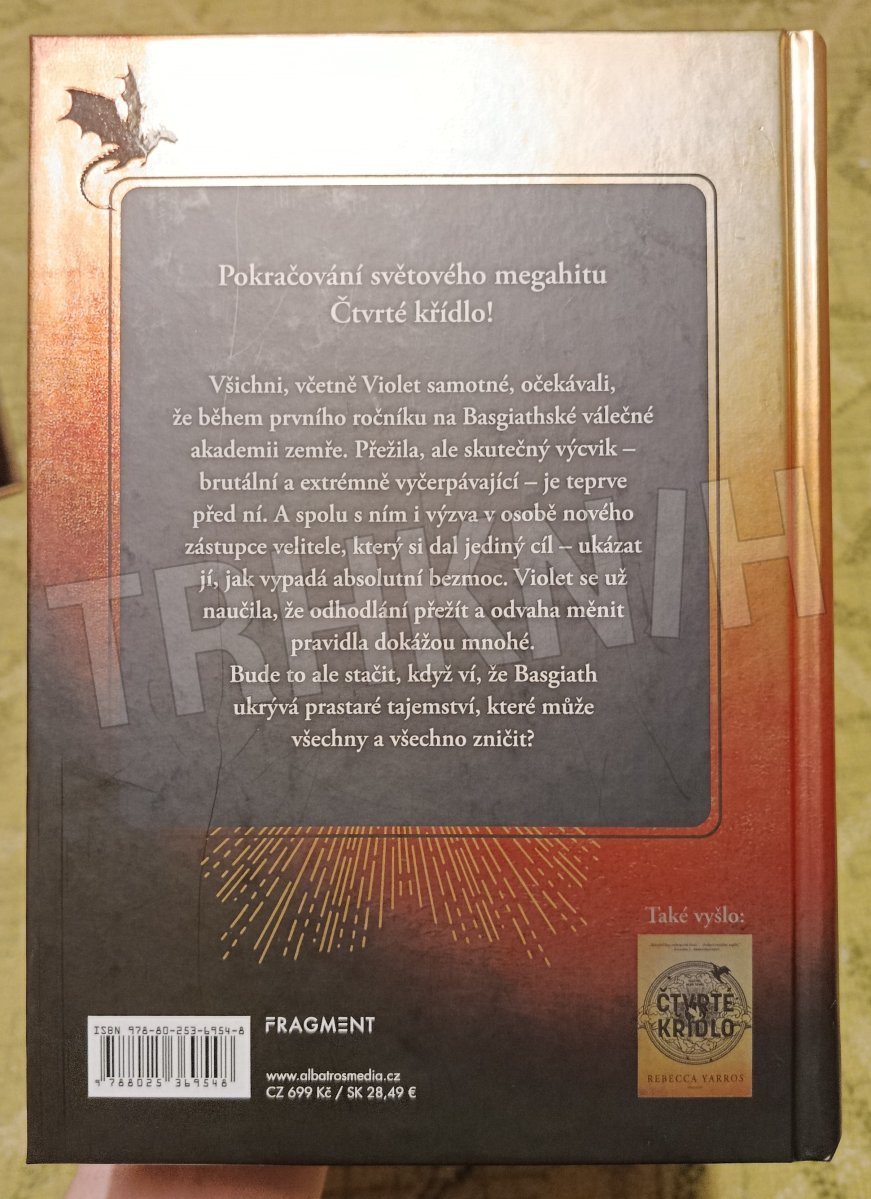 Pokračování světového megahitu
Čtvrté křídlo!
Všichni, včetně Violet samotné, očekávali,
že během prvního ročníku na Basgiathské válečné
akademii zemře. Přežila, ale skutečný výcvik –
brutální a extrémně vyčerpávající – je teprve
před ní. A spolu s ním i výzva v osobě nového
zástupce velitele, který si dal jediný cíl – ukázat
jí, jak vypadá absolutní bezmoc. Violet se už
naučila, že odhodlání přežít a odvaha měnit
pravidla dokážou mnohé.
Bude to ale stačit, když ví, že Basgiath
ukrývá prastaré tajemství, které může
všechny a všechno zničit?
TRHKNIH
Také vyšlo:
ČTVRTÉ
KŘÍDLO
REBECCA YARROS
ISBN 978-80-253-6954-8
9 788025 369548
FRAGMENT
www.albatrosmedia.cz
CZ 699 Kč / SK 28,49 €